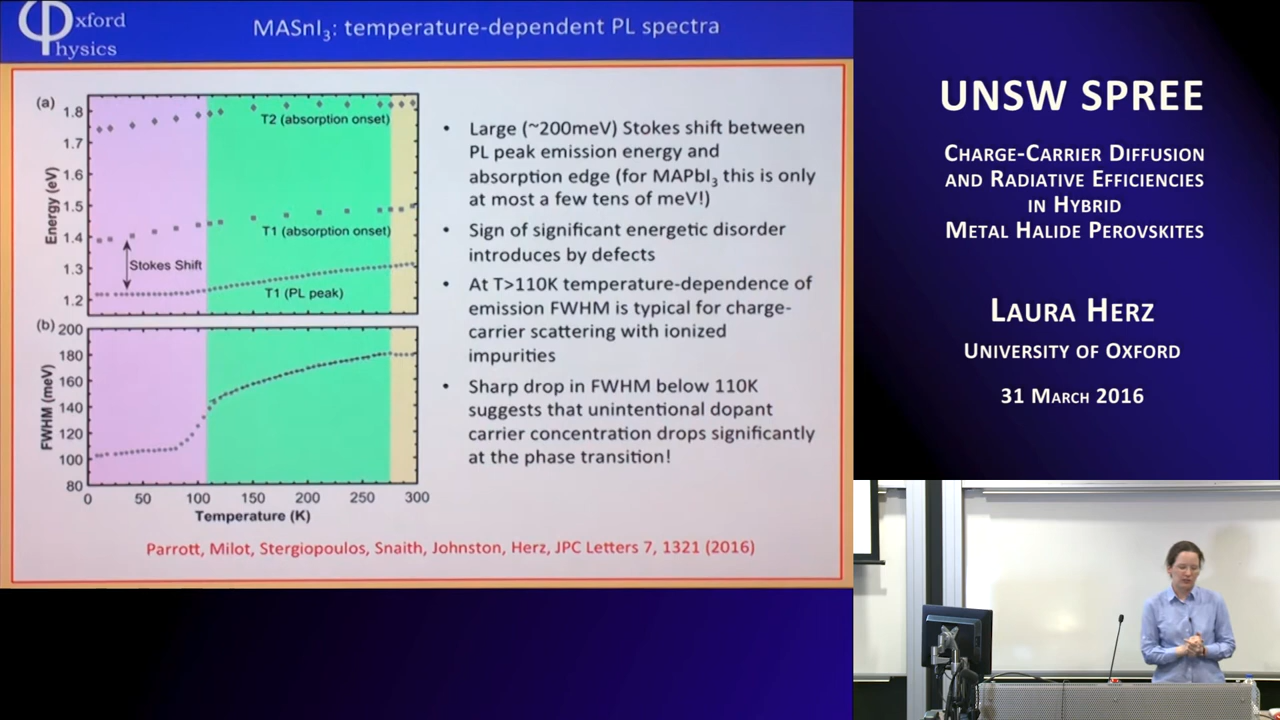 Oxford
Physics
MASnI3: temperature-dependent PL spectra
(a)
1.8
1.7
1.6
1.5
1.4
1.3
1.2
Energy (eV)
T2 (absorption onset)
T1 (absorption onset)
Stokes Shift
T1 (PL peak)
(b)
200
180
160
140
120
100
80
FWHM (meV)
0 50 100 150 200 250 300
Temperature (K)
• Large (~200meV) Stokes shift between
PL peak emission energy and
absorption edge (for MAPbI3 this is only
at most a few tens of meV!)
• Sign of significant energetic disorder
introduces by defects
• At T>110K temperature-dependence of
emission FWHM is typical for charge-
carrier scattering with ionized
impurities
• Sharp drop in FWHM below 110K
suggests that unintentional dopant
carrier concentration drops significantly
at the phase transition!
Parrott, Milot, Stergiopoulos, Snaith, Johnston, Herz, JPC Letters 7, 1321 (2016)
UNSW SPREE
CHARGE-CARRIER DIFFUSION
AND RADIATIVE EFFICIENCIES
IN HYBRID
METAL HALIDE PEROVSKITES
LAURA HERZ
UNIVERSITY OF OXFORD
31 MARCH 2016